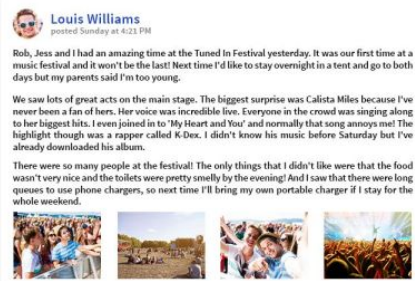 Louis Williams
posted Sunday at 4:21 PM
Rob, Jess and I had an amazing time at the Tuned In Festival yesterday. It was our first time at a
music festival and it won't be the last! Next time I'd like to stay overnight in a tent and go to both
days but my parents said I'm too young.
We saw lots of great acts on the main stage. The biggest surprise was Calista Miles because I've
never been a fan of hers. Her voice was incredible live. Everyone in the crowd was singing along
to her biggest hits. I even joined in to 'My Heart and You' and normally that song annoys me! The
highlight though was a rapper called K-Dex. I didn't know his music before Saturday but I've
already downloaded his album.
There were so many people at the festival! The only things that I didn't like were that the food
wasn't very nice and the toilets were pretty smelly by the evening! And I saw that there were long
queues to use phone chargers, so next time I'll bring my own portable charger if I stay for the
whole weekend.